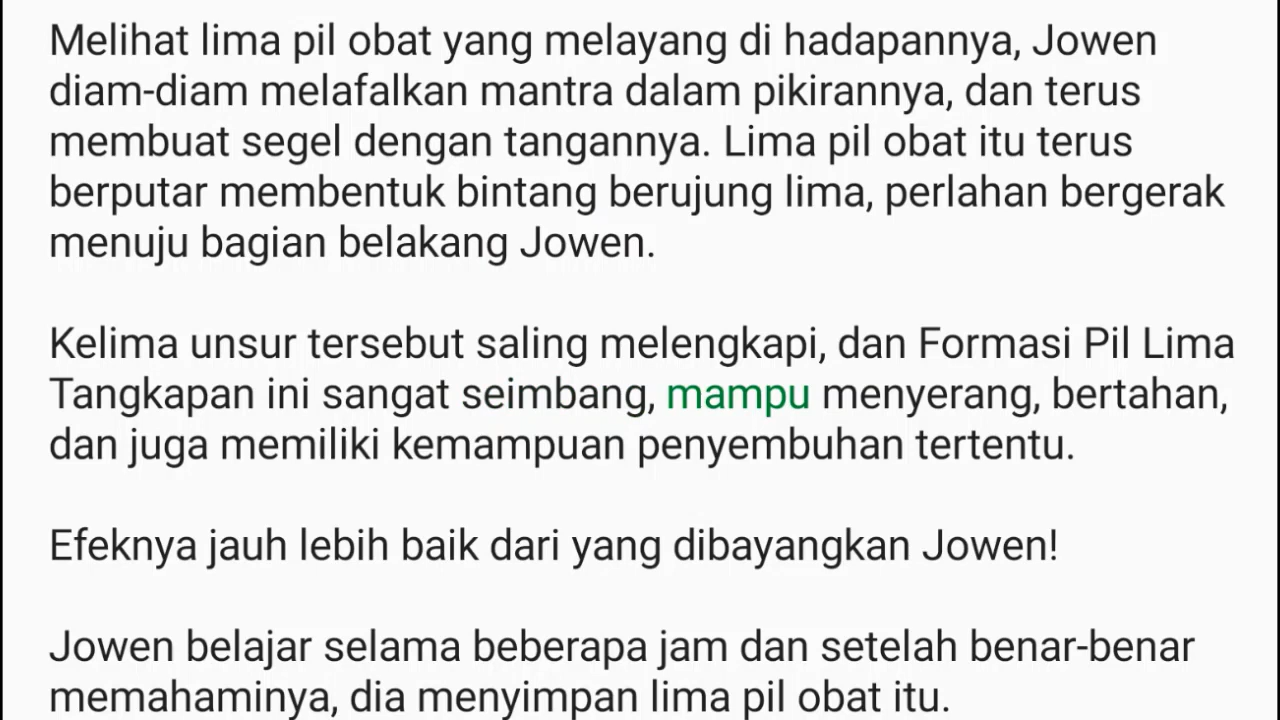 Melihat lima pil obat yang melayang di hadapannya, Jowen
diam-diam melafalkan mantra dalam pikirannya, dan terus
membuat segel dengan tangannya. Lima pil obat itu terus
berputar membentuk bintang berujung lima, perlahan bergerak
menuju bagian belakang Jowen.
Kelima unsur tersebut saling melengkapi, dan Formasi Pil Lima
Tangkapan ini sangat seimbang, mampu menyerang, bertahan,
dan juga memiliki kemampuan penyembuhan tertentu.
Efeknya jauh lebih baik dari yang dibayangkan Jowen!
Jowen belajar selama beberapa jam dan setelah benar-benar
memahaminya, dia menyimpan lima pil obat itu.